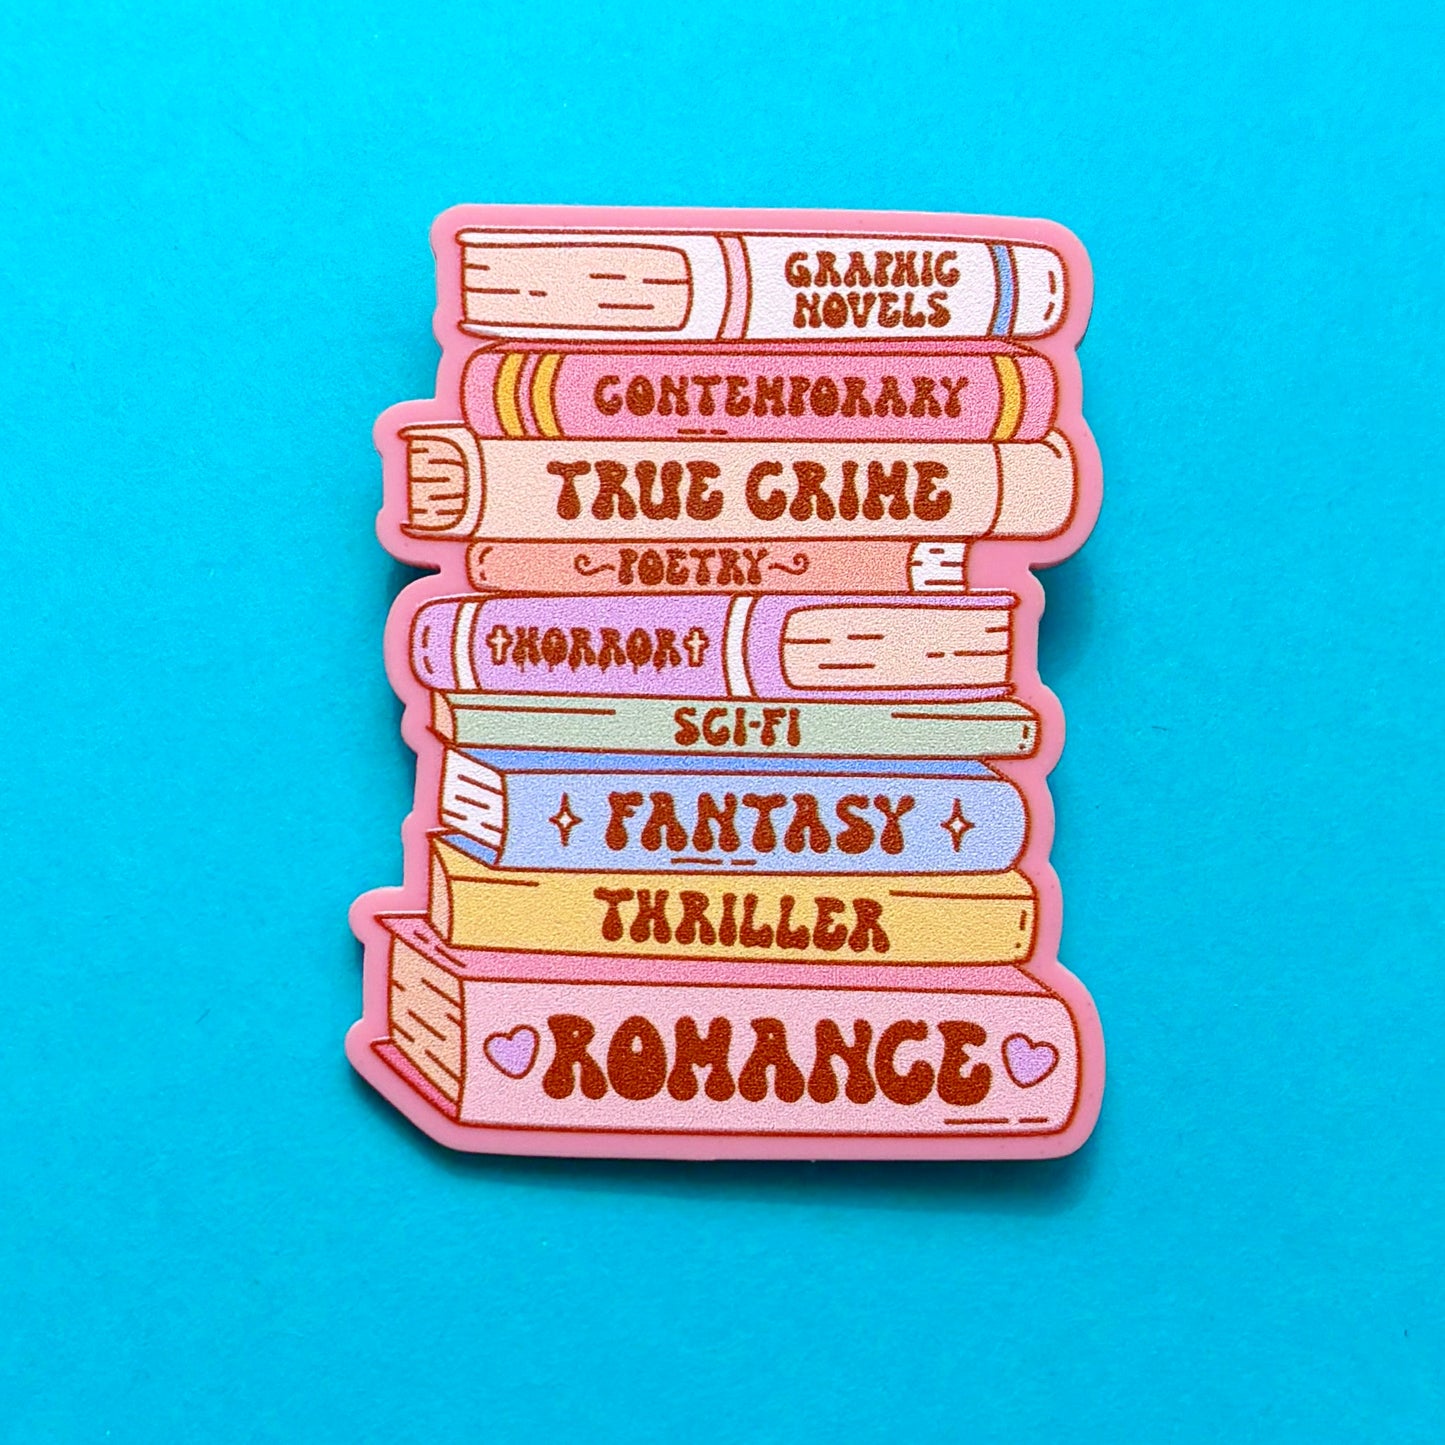 GRAPHIC
NOVELS
CONTEMPORARY
TRUE CRIME
POETRY
HORROR
SCI-FI
FANTASY
THRILLER
ROMANCE